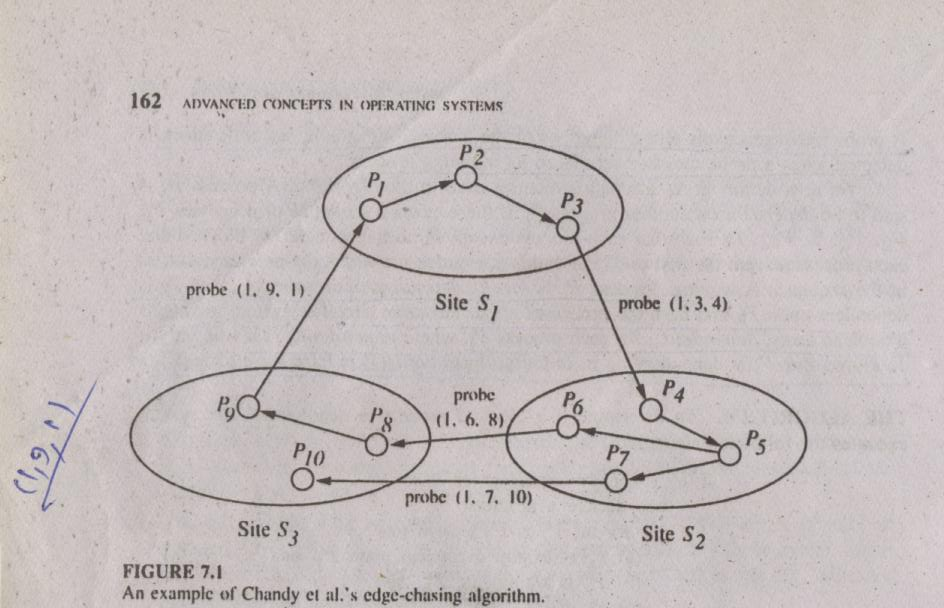 162 ADVANCED CONCEPTS IN OPERATING SYSTEMS
P2
P1
P3
probe (1, 9, 1)
Site S1
probe (1, 3, 4)
P9
P8
probe
(1, 6, 8)
P6
P4
P5
P10
P7
probe (1, 7, 10)
Site S3
Site S2
(1,9,1)
FIGURE 7.1
An example of Chandy et al.'s edge-chasing algorithm.